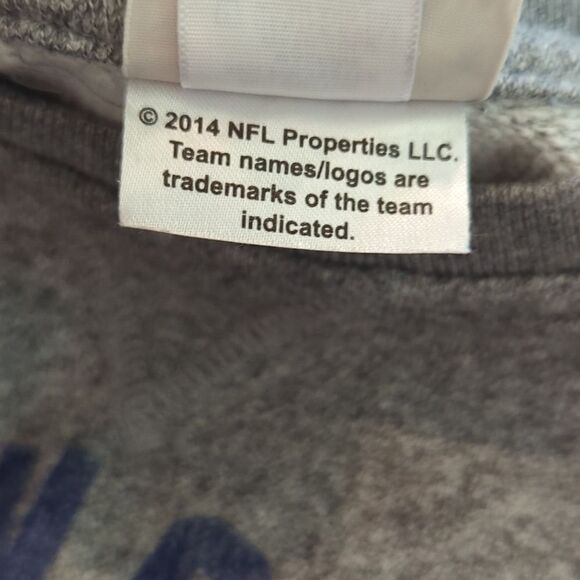 © 2014 NFL Properties LLC.
Team names/logos are
trademarks of the team
indicated.